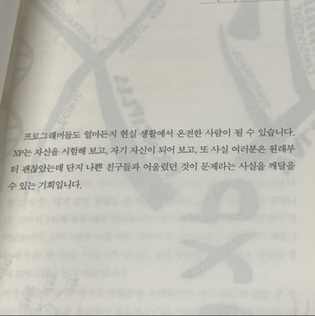 프로그래머들도 얼마든지 현실 생활에서 온전한 사람이 될 수 있습니다.
XP는 자신을 시험해 보고, 자기 자신이 되어 보고, 또 사실 여러분은 원래부
터 괜찮았는데 단지 나쁜 친구들과 어울렸던 것이 문제라는 사실을 깨달을
수 있는 기회입니다.